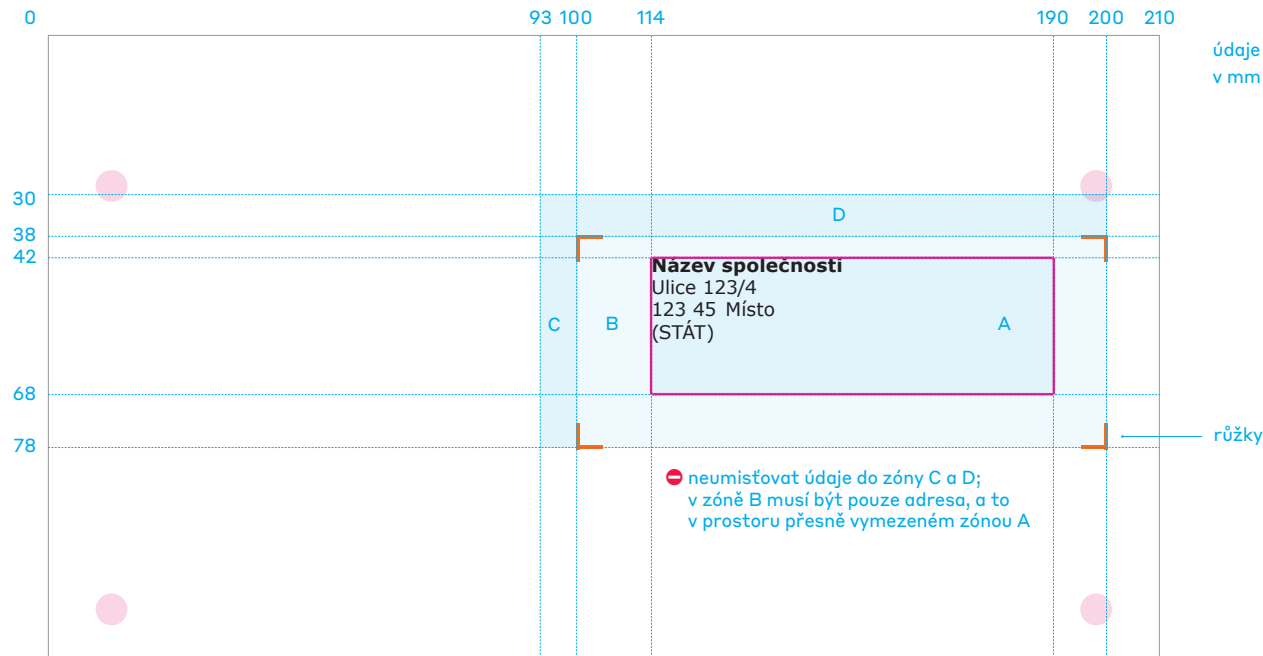 0 93 100 114 190 200 210
údaje
v mm
30
D
38
42
Název společnosti
Ulice 123/4
123 45 Místo
(STÁT)
C B A
68
78
růžky
neumisťovat údaje do zóny C a D;
v zóně B musí být pouze adresa, a to
v prostoru přesně vymezeném zónou A